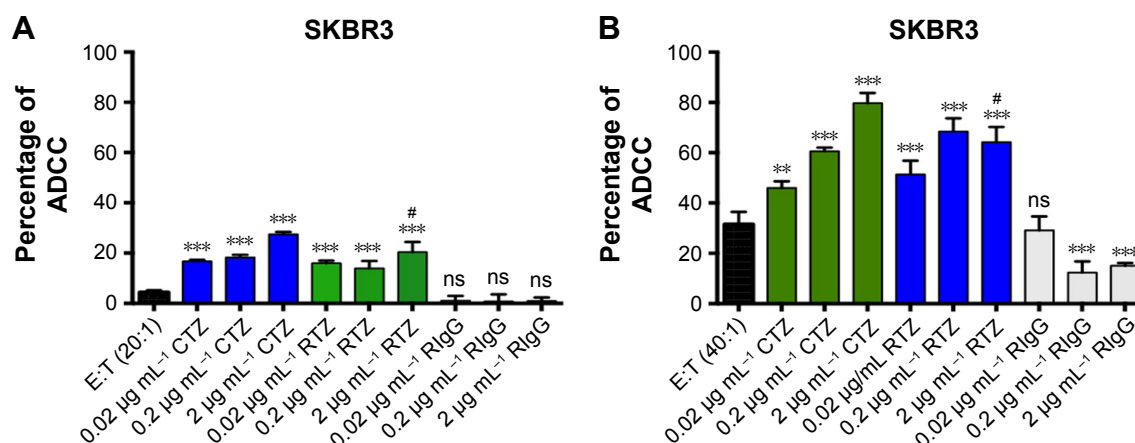 A
SKBR3
Percentage of
ADCC
100
80
60
40
20
0
***
***
***
***
***
#
***
ns
ns
ns
E:T (20:1)
0.02 µg mL⁻¹ CTZ
0.2 µg mL⁻¹ CTZ
2 µg mL⁻¹ CTZ
0.02 µg mL⁻¹ RTZ
0.2 µg mL⁻¹ RTZ
2 µg mL⁻¹ RTZ
0.02 µg mL⁻¹ RIgG
0.2 µg mL⁻¹ RIgG
2 µg mL⁻¹ RIgG
B
SKBR3
Percentage of
ADCC
100
80
60
40
20
0
**
***
***
***
***
#
***
ns
***
***
E:T (40:1)
0.02 µg mL⁻¹ CTZ
0.2 µg mL⁻¹ CTZ
2 µg mL⁻¹ CTZ
0.02 µg/mL RTZ
0.2 µg mL⁻¹ RTZ
2 µg mL⁻¹ RTZ
0.02 µg mL⁻¹ RIgG
0.2 µg mL⁻¹ RIgG
2 µg mL⁻¹ RIgG